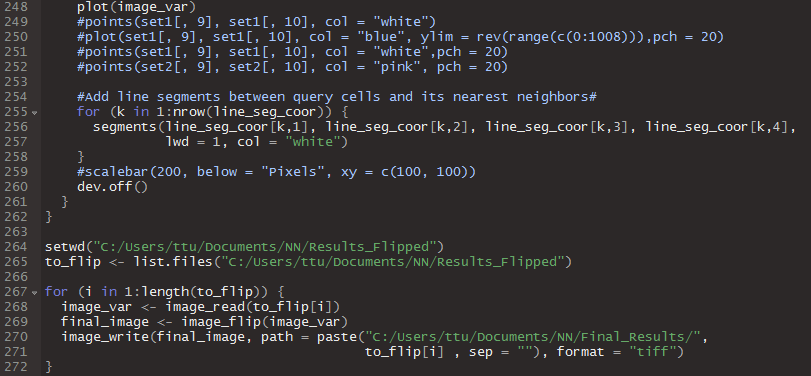 248 plot(image_var)
249 #points(set1[, 9], set1[, 10], col = "white")
250 #plot(set1[, 9], set1[, 10], col = "blue", ylim = rev(range(c(0:1008))),pch = 20)
251 #points(set1[, 9], set1[, 10], col = "white",pch = 20)
252 #points(set2[, 9], set2[, 10], col = "pink", pch = 20)
253
254 #Add line segments between query cells and its nearest neighbors#
255 for (k in 1:nrow(line_seg_coor)) {
256 segments(line_seg_coor[k,1], line_seg_coor[k,2], line_seg_coor[k,3], line_seg_coor[k,4],
257 lwd = 1, col = "white")
258 }
259 #scalebar(200, below = "Pixels", xy = c(100, 100))
260 dev.off()
261 }
262 }
263
264 setwd("C:/Users/ttu/Documents/NN/Results_Flipped")
265 to_flip <- list.files("C:/Users/ttu/Documents/NN/Results_Flipped")
266
267 for (i in 1:length(to_flip)) {
268 image_var <- image_read(to_flip[i])
269 final_image <- image_flip(image_var)
270 image_write(final_image, path = paste("C:/Users/ttu/Documents/NN/Final_Results/",
271 to_flip[i] , sep = ""), format = "tiff")
272 }